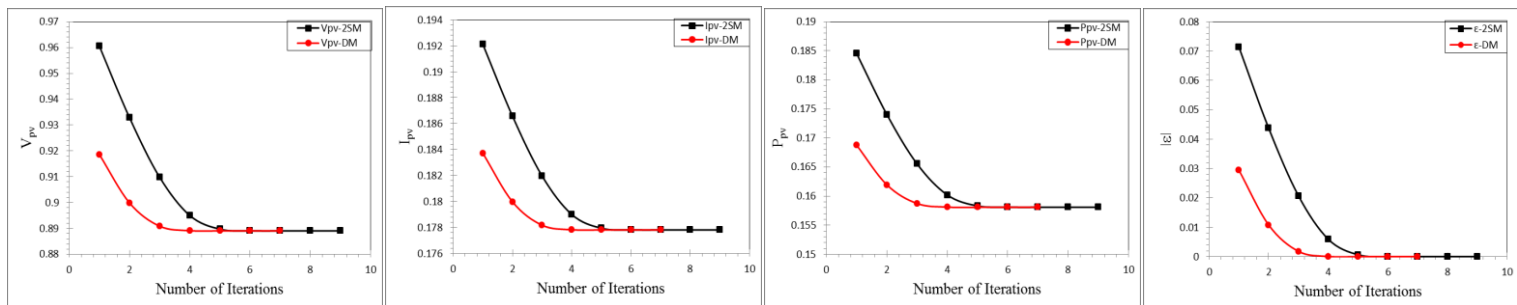 0.97
0.96
0.95
0.94
0.93
0.92
0.91
0.9
0.89
0.88
V_pv
0 2 4 6 8 10
Number of Iterations
Vpv-2SM
Vpv-DM
0.194
0.192
0.19
0.188
0.186
0.184
0.182
0.18
0.178
0.176
I_pv
0 2 4 6 8 10
Number of Iterations
Ipv-2SM
Ipv-DM
0.19
0.185
0.18
0.175
0.17
0.165
0.16
0.155
0.15
P_pv
0 2 4 6 8 10
Number of Iterations
Ppv-2SM
Ppv-DM
0.08
0.07
0.06
0.05
0.04
0.03
0.02
0.01
0
|ε|
0 2 4 6 8 10
Number of Iterations
ε-2SM
ε-DM